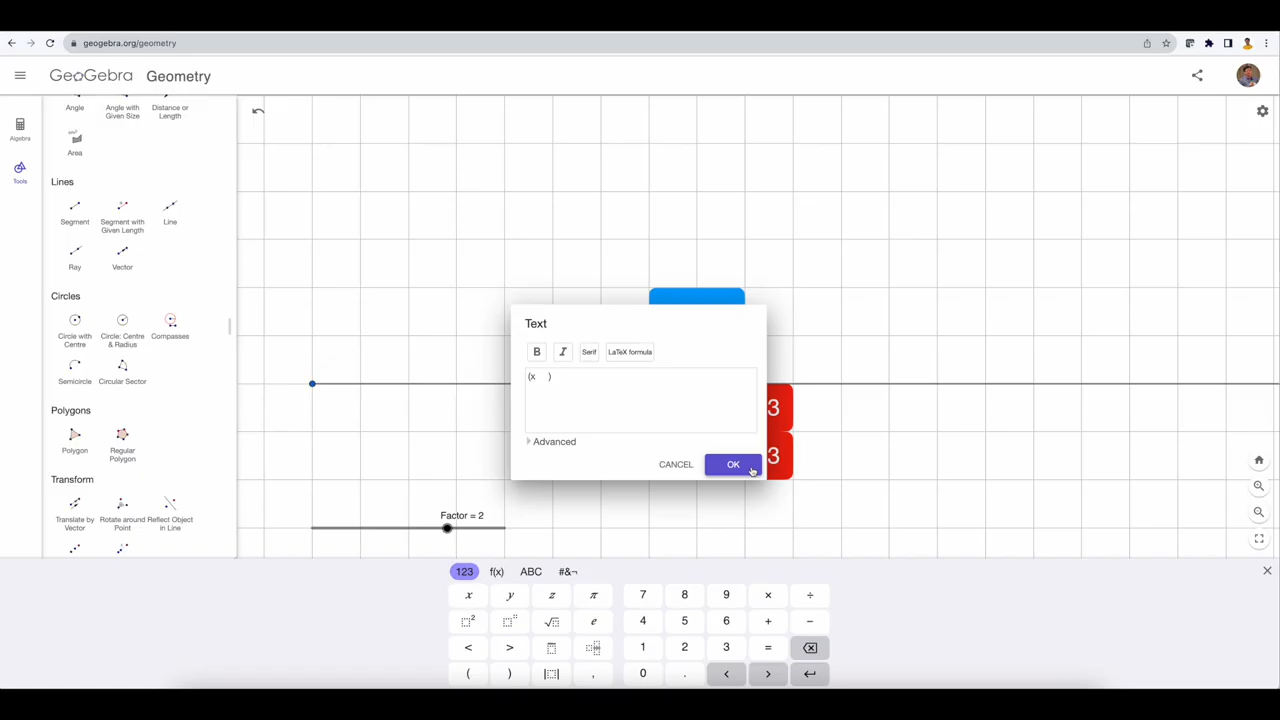 geogebra.org/geometry
GeoGebra Geometry
Algebra
Tools
Angle
Angle with
Given Size
Distance or
Length
Area
Lines
Segment
Segment with
Given Length
Line
Ray
Vector
Circles
Circle with
Centre
Circle: Centre
& Radius
Compasses
Semicircle
Circular Sector
Polygons
Polygon
Regular
Polygon
Transform
Translate by
Vector
Rotate around
Point
Reflect Object
in Line
Text
B I Serif LaTeX formula
(x )
Advanced
CANCEL OK
3
3
Factor = 2
123 f(x) ABC #&¬
x y z π 7 8 9 × ÷
e 4 5 6 + −
< > 1 2 3 =
( ) , 0 . < >